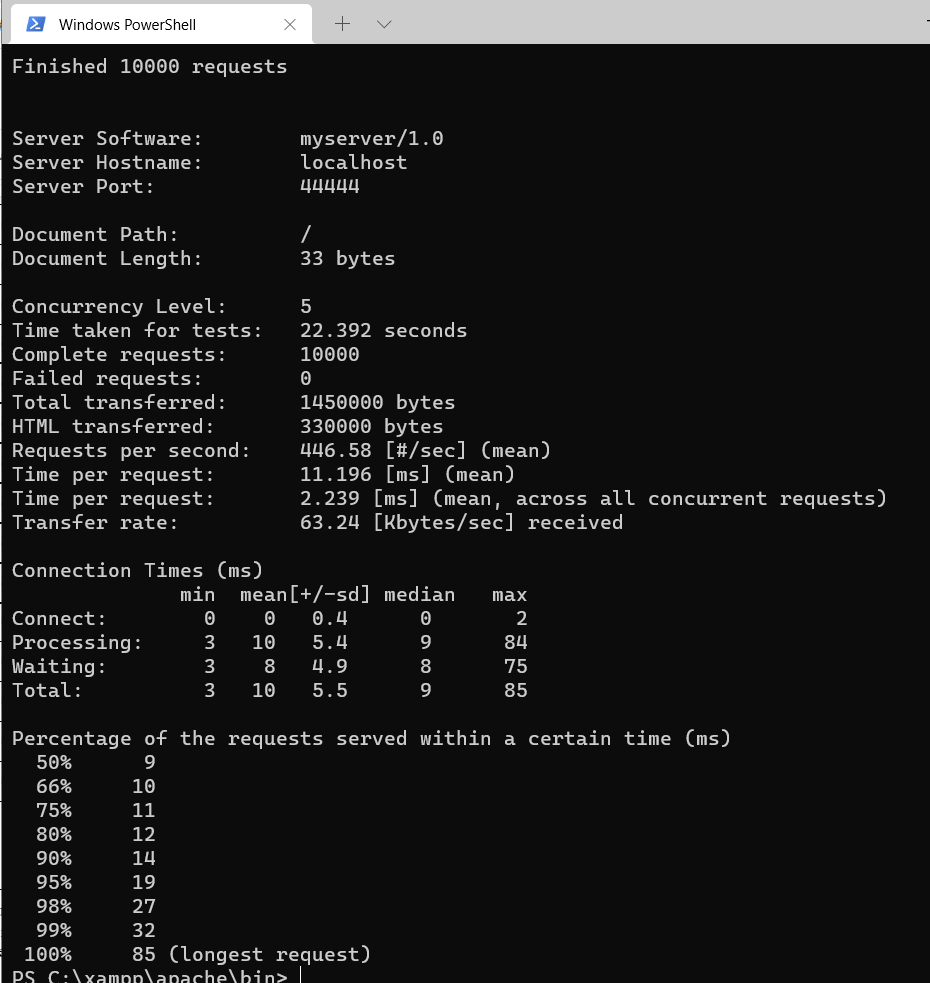 Windows PowerShell
Finished 10000 requests
Server Software: myserver/1.0
Server Hostname: localhost
Server Port: 44444
Document Path: /
Document Length: 33 bytes
Concurrency Level: 5
Time taken for tests: 22.392 seconds
Complete requests: 10000
Failed requests: 0
Total transferred: 1450000 bytes
HTML transferred: 330000 bytes
Requests per second: 446.58 [#/sec] (mean)
Time per request: 11.196 [ms] (mean)
Time per request: 2.239 [ms] (mean, across all concurrent requests)
Transfer rate: 63.24 [Kbytes/sec] received
Connection Times (ms)
min mean[+/-sd] median max
Connect: 0 0 0.4 0 2
Processing: 3 10 5.4 9 84
Waiting: 3 8 4.9 8 75
Total: 3 10 5.5 9 85
Percentage of the requests served within a certain time (ms)
50% 9
66% 10
75% 11
80% 12
90% 14
95% 19
98% 27
99% 32
100% 85 (longest request)
PS C:\xampp\apache\bin>